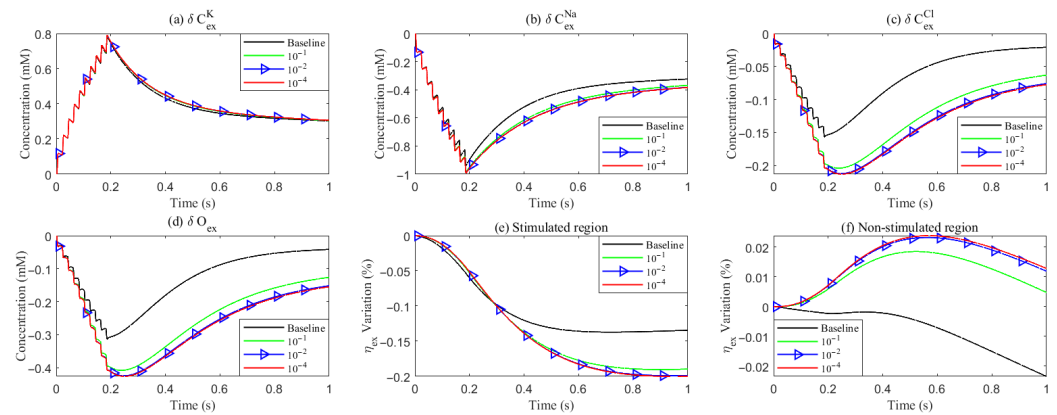 (a) δ C_ex^K
Concentration (mM)
0.8
0.6
0.4
0.2
0
0 0.2 0.4 0.6 0.8 1
Time (s)
Baseline
10^-1
10^-2
10^-4
(b) δ C_ex^Na
Concentration (mM)
0
−0.2
−0.4
−0.6
−0.8
−1
0 0.2 0.4 0.6 0.8 1
Time (s)
Baseline
10^-1
10^-2
10^-4
(c) δ C_ex^Cl
Concentration (mM)
0
−0.05
−0.1
−0.15
−0.2
0 0.2 0.4 0.6 0.8 1
Time (s)
Baseline
10^-1
10^-2
10^-4
(d) δ O_ex
Concentration (mM)
0
−0.1
−0.2
−0.3
−0.4
0 0.2 0.4 0.6 0.8 1
Time (s)
Baseline
10^-1
10^-2
10^-4
(e) Stimulated region
η_ex Variation (%)
0
−0.05
−0.1
−0.15
−0.2
0 0.2 0.4 0.6 0.8 1
Time (s)
Baseline
10^-1
10^-2
10^-4
(f) Non-stimulated region
η_ex Variation (%)
0.02
0.01
0
−0.01
−0.02
0 0.2 0.4 0.6 0.8 1
Time (s)
Baseline
10^-1
10^-2
10^-4